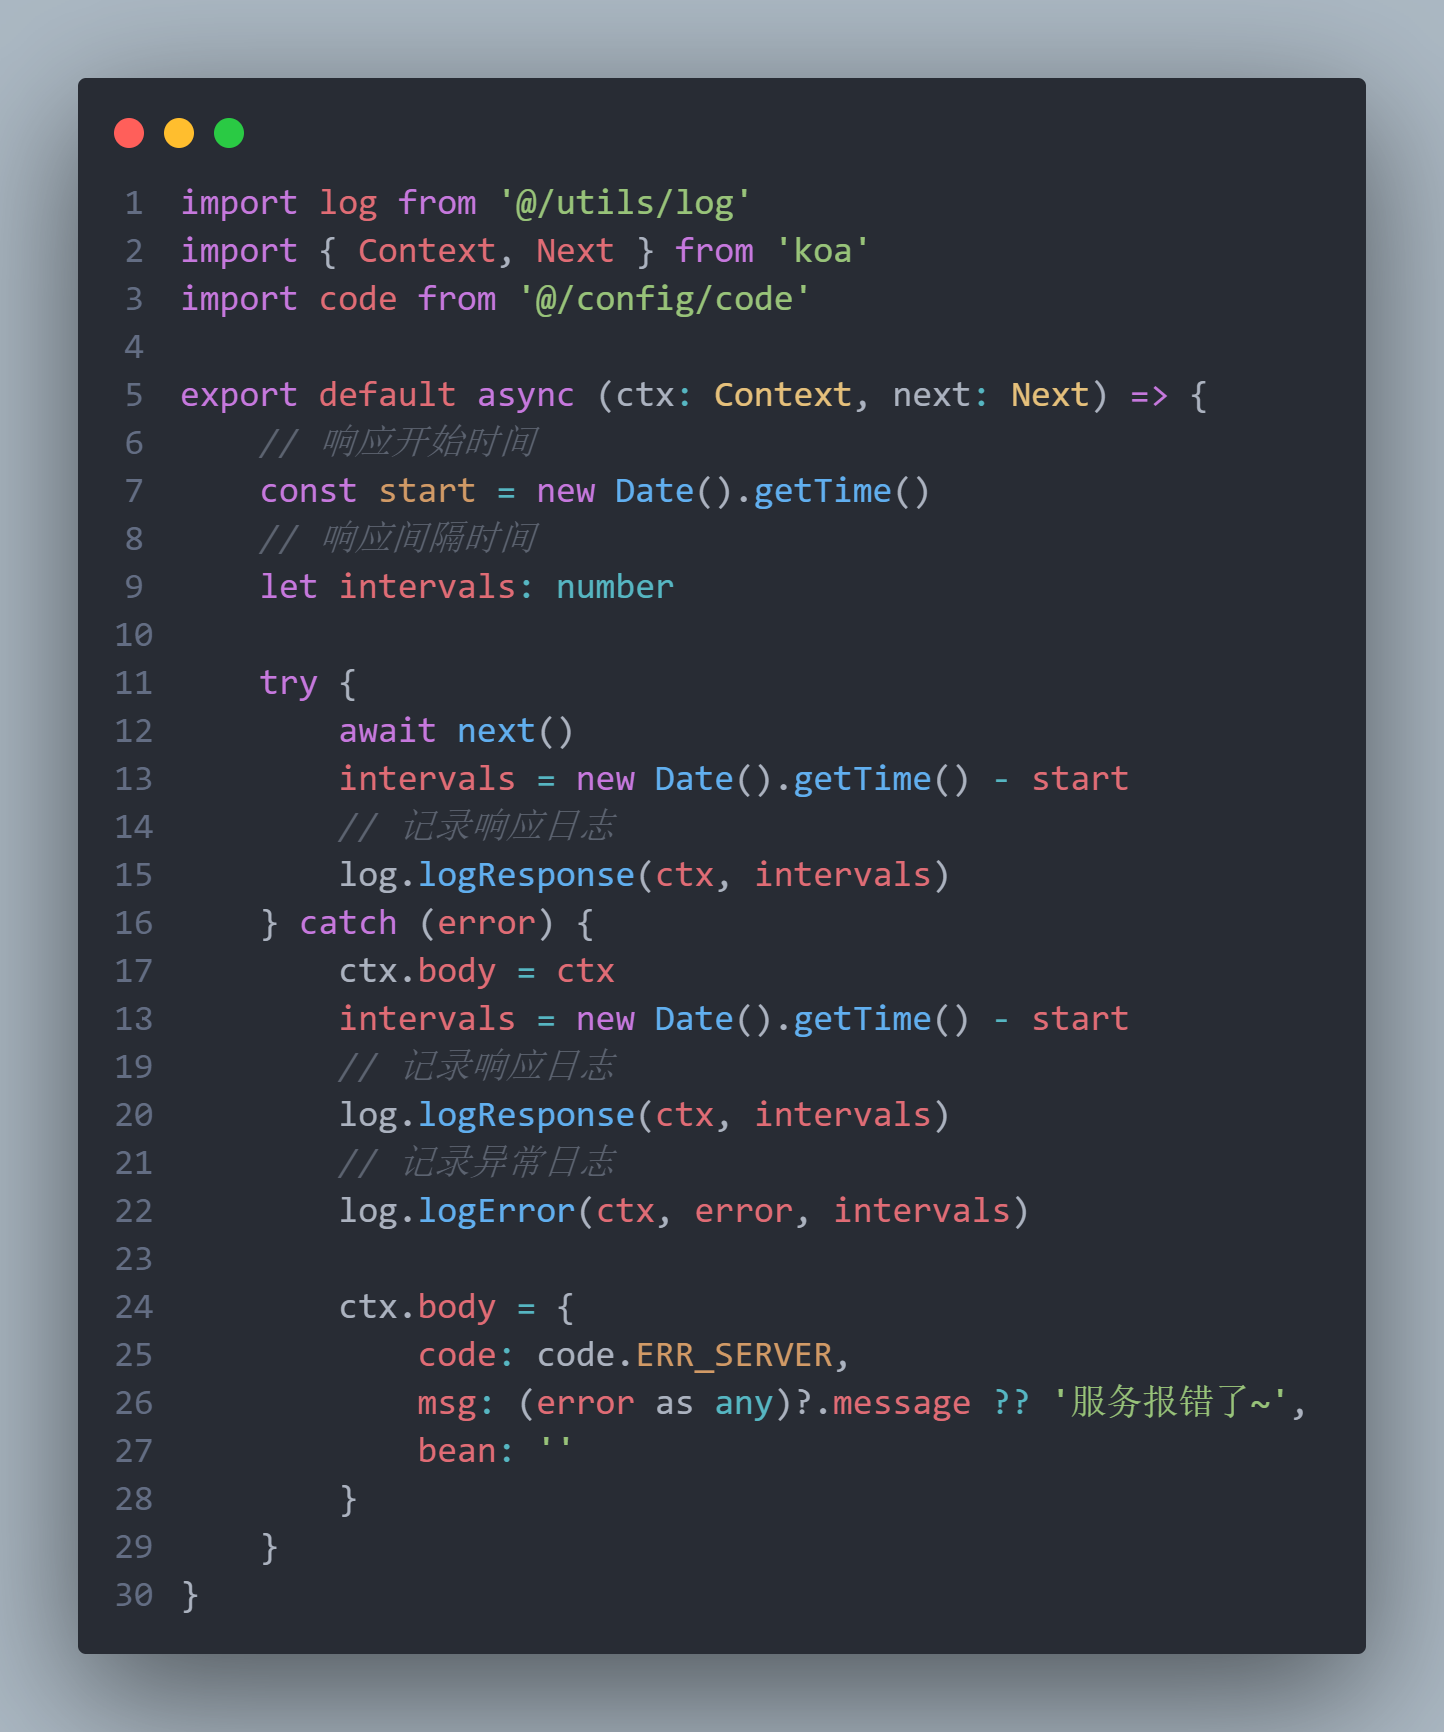 1 import log from '@/utils/log'
2 import { Context, Next } from 'koa'
3 import code from '@/config/code'
4
5 export default async (ctx: Context, next: Next) => {
6     // 响应开始时间
7     const start = new Date().getTime()
8     // 响应间隔时间
9     let intervals: number
10
11     try {
12         await next()
13         intervals = new Date().getTime() - start
14         // 记录响应日志
15         log.logResponse(ctx, intervals)
16     } catch (error) {
17         ctx.body = ctx
13         intervals = new Date().getTime() - start
19         // 记录响应日志
20         log.logResponse(ctx, intervals)
21         // 记录异常日志
22         log.logError(ctx, error, intervals)
23
24         ctx.body = {
25             code: code.ERR_SERVER,
26             msg: (error as any)?.message ?? '服务报错了~',
27             bean: ''
28         }
29     }
30 }